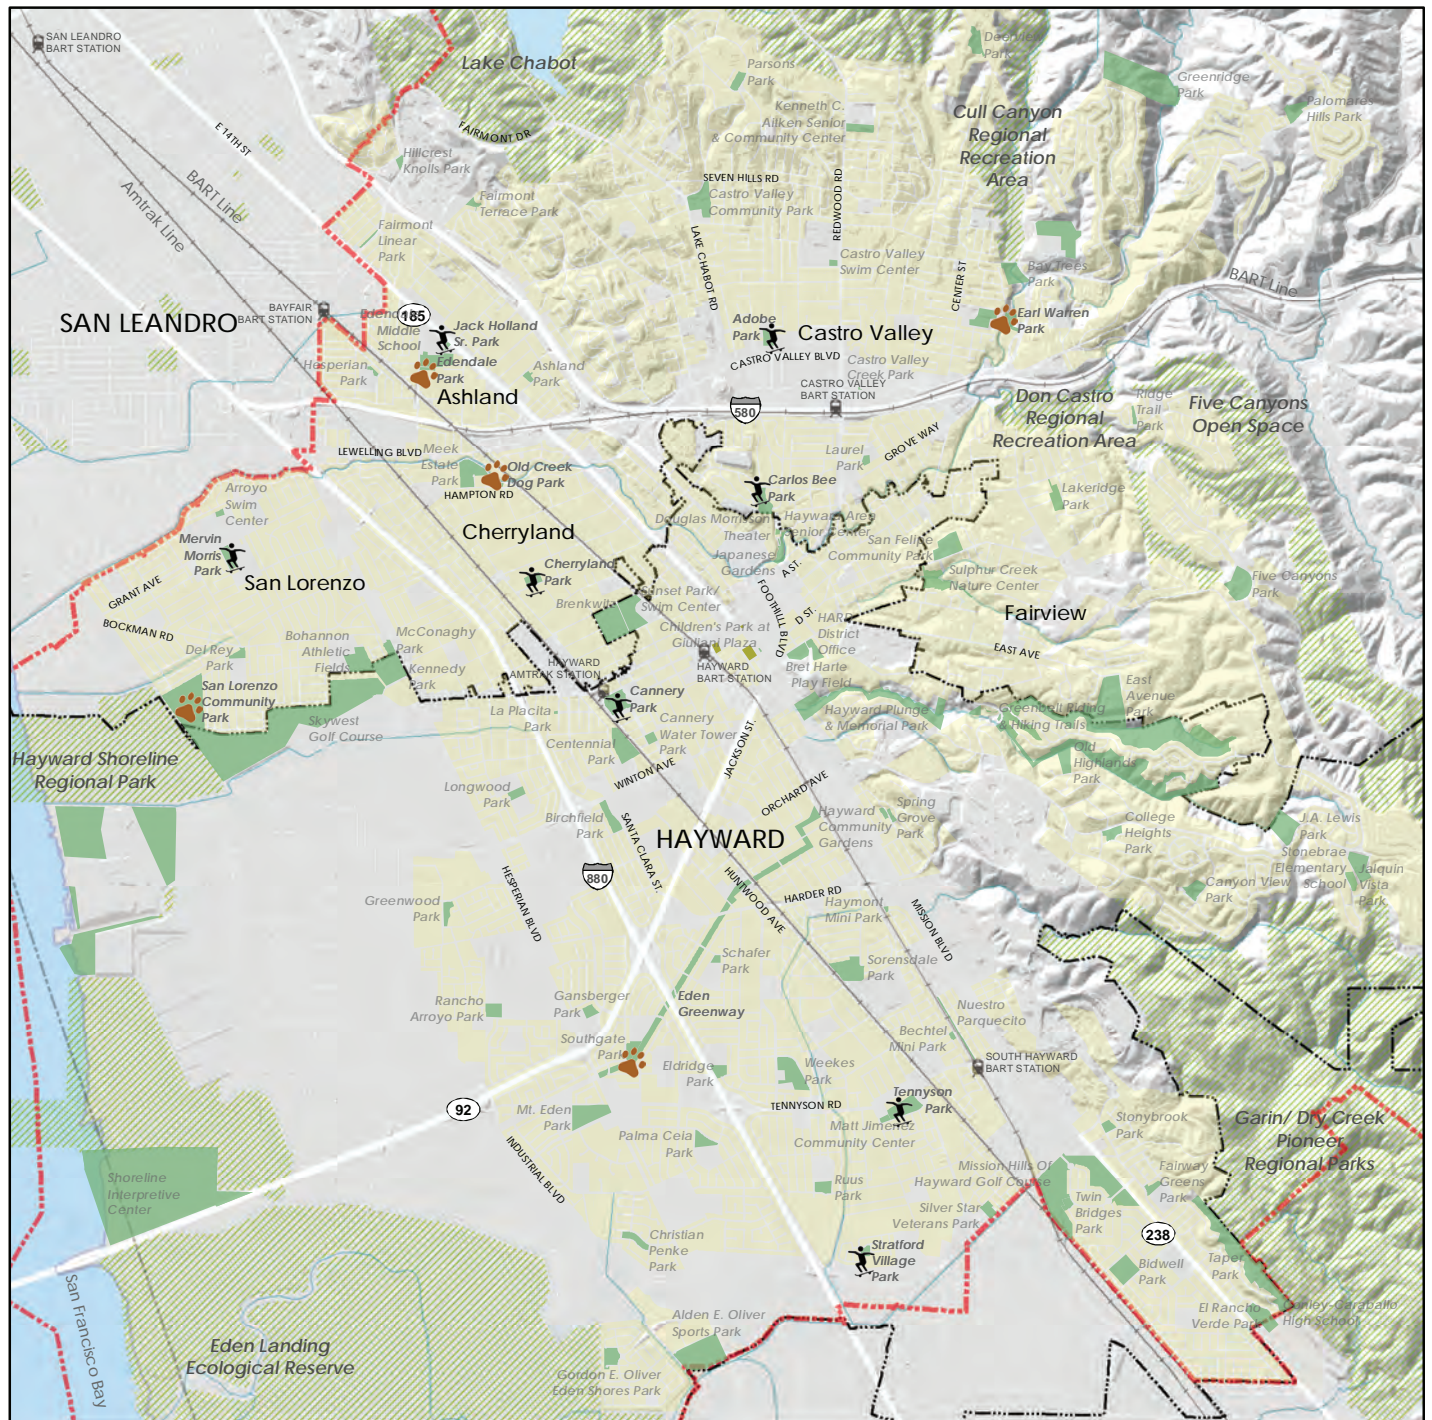 SAN LEANDRO
BART STATION
Lake Chabot
Deerview
Park
Parsons
Park
Greenridge
Park
Palomares
Hills Park
Kenneth C.
Aitken Senior
& Community Center
Cull Canyon
Regional
Recreation
Area
E 14TH ST
FAIRMONT DR
Hillcrest
Knolls Park
BART Line
Amtrak Line
SEVEN HILLS RD
REDWOOD RD
Fairmont
Terrace Park
Castro Valley
Community Park
Fairmont
Linear
Park
LAKE CHABOT RD
Castro Valley
Swim Center
CENTER ST
Bay Trees
Park
BART Line
SAN LEANDRO
BAYFAIR
BART STATION
Edendale
Middle
School
185
Jack Holland
Sr. Park
Adobe
Park
Castro Valley
Earl Warren
Park
Hesperian
Park
Edendale
Park
Ashland
Park
CASTRO VALLEY BLVD
Castro Valley
Creek Park
Ashland
CASTRO VALLEY
BART STATION
580
Don Castro
Regional
Recreation Area
Ridge
Trail
Park
Five Canyons
Open Space
LEWELLING BLVD
Meek
Estate
Park
Old Creek
Dog Park
HAMPTON RD
Laurel
Park
GROVE WAY
Carlos Bee
Park
Lakeridge
Park
Arroyo
Swim
Center
Cherryland
Douglas Morrisson
Theater
Hayward Area
Senior Center
San Felipe
Community Park
Mervin
Morris
Park
Japanese
Gardens
A ST.
San Lorenzo
GRANT AVE
Cherryland
Park
Sulphur Creek
Nature Center
Five Canyons
Park
BOCKMAN RD
Brenkwitz
Sunset Park/
Swim Center
FOOTHILL BLVD
D ST.
Fairview
Children's Park at
Giuliani Plaza
HARD
District
Office
EAST AVE
Bohannon
Athletic
Fields
McConaghy
Park
Del Rey
Park
Kennedy
Park
HAYWARD
AMTRAK STATION
HAYWARD
BART STATION
Bret Harte
Play Field
San Lorenzo
Community
Park
Skywest
Golf Course
La Placita
Park
Cannery
Park
Cannery
Water Tower
Park
Hayward Plunge
& Memorial Park
Greenbelt Riding
& Hiking Trails
East
Avenue
Park
Centennial
Park
Hayward Shoreline
Regional Park
WINTON AVE
JACKSON ST.
Old
Highlands
Park
Longwood
Park
Birchfield
Park
SANTA CLARA ST.
ORCHARD AVE
Hayward
Community
Gardens
Spring
Grove
Park
College
Heights
Park
J.A. Lewis
Park
HAYWARD
Stonebrae
Elementary
School
Jalquin
Vista
Park
880
HESPERIAN BLVD
HUNTWOOD AVE
HARDER RD
Haymont
Mini Park
Canyon View
Park
Greenwood
Park
MISSION BLVD
Schafer
Park
Sorensdale
Park
Rancho
Arroyo Park
Gansberger
Park
Eden
Greenway
Nuestro
Parquecito
Southgate
Park
Bechtel
Mini Park
Eldridge
Park
Weekes
Park
SOUTH HAYWARD
BART STATION
92
Mt. Eden
Park
TENNYSON RD
Tennyson
Park
Matt Jimenez
Community Center
Palma Ceia
Park
Stonybrook
Park
Garin/ Dry Creek
Pioneer
Regional Parks
INDUSTRIAL BLVD
Shoreline
Interpretive
Center
Ruus
Park
Mission Hills Of
Hayward Golf Course
Fairway
Greens
Park
Twin
Bridges
Park
Silver Star
Veterans Park
238
Christian
Penke
Park
Stratford
Village
Park
Bidwell
Park
Taper
Park
San Francisco Bay
Alden E. Oliver
Sports Park
El Rancho
Verde Park
Conley-Caraballo
High School
Eden Landing
Ecological Reserve
Gordon E. Oliver
Eden Shores Park